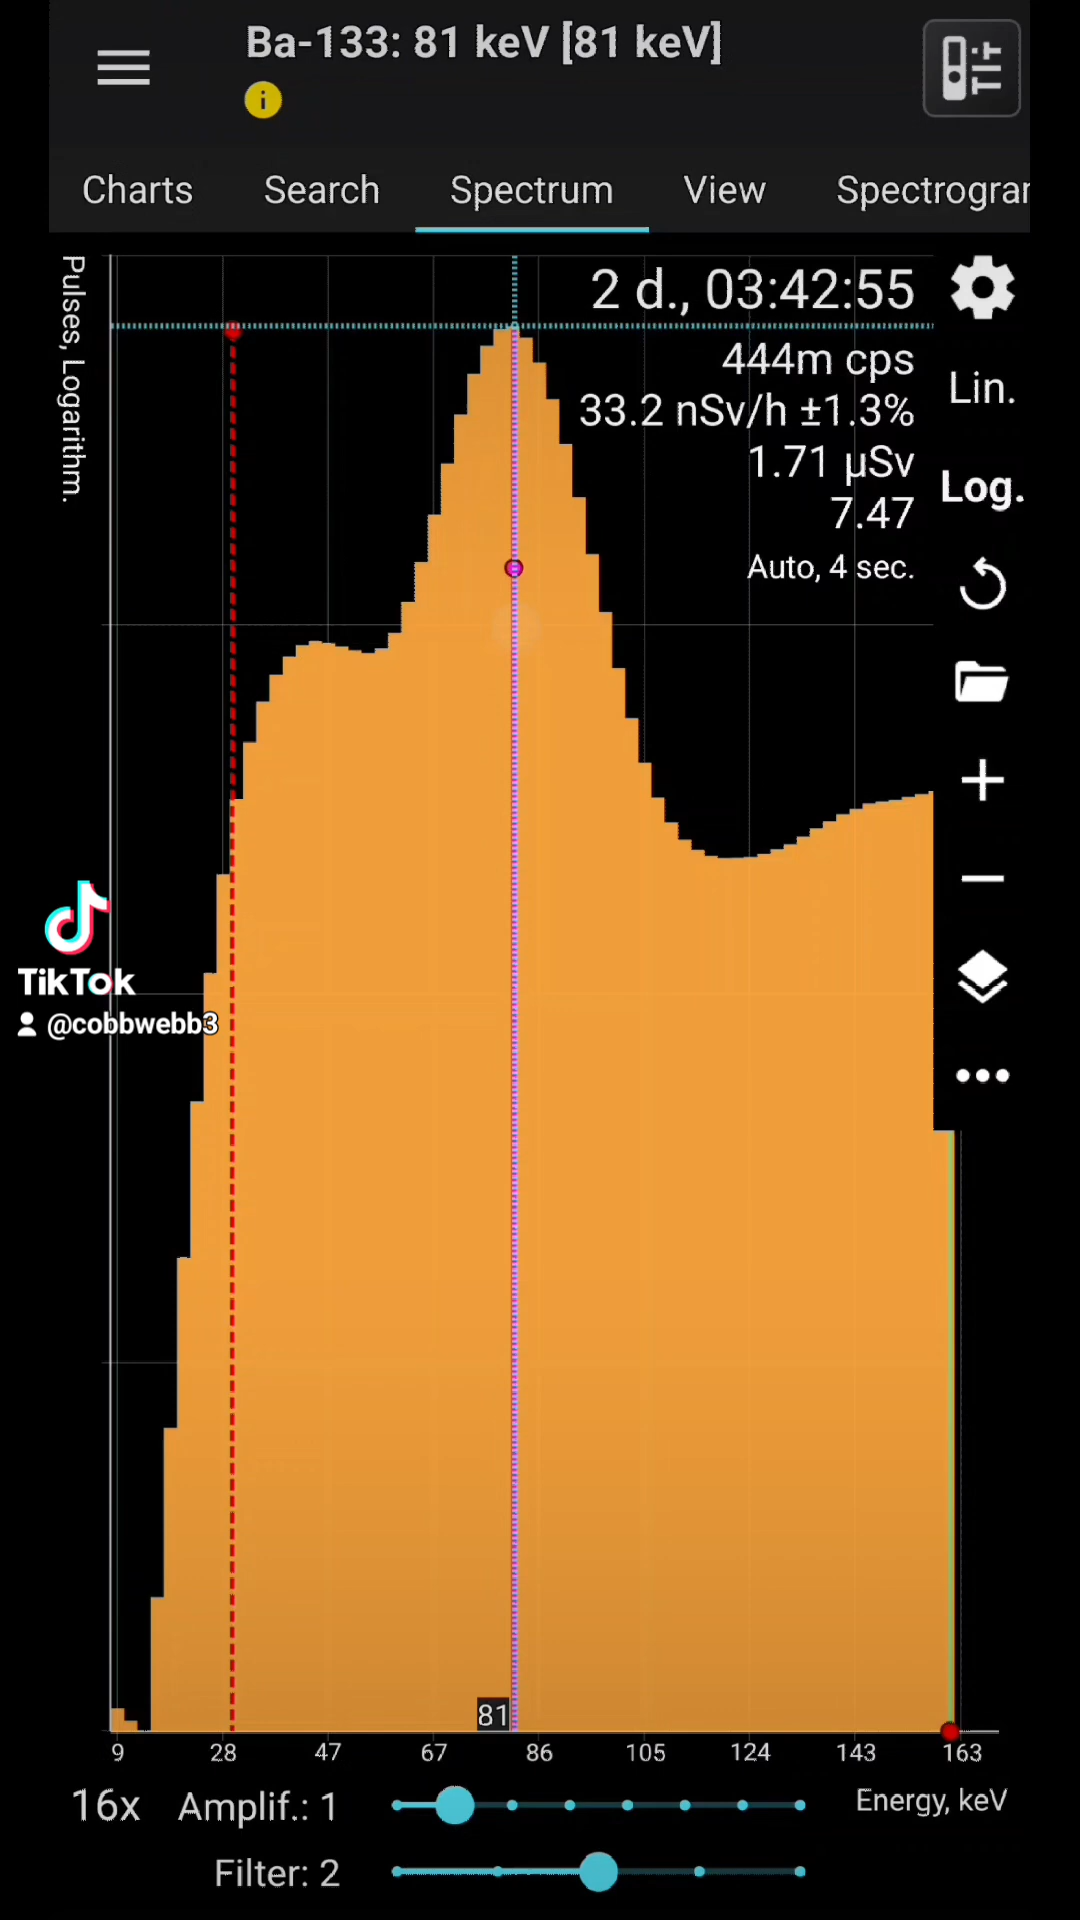 Ba-133: 81 keV [81 keV]
i
Charts Search Spectrum View Spectrogram
Pulses, Logarithm.
2 d., 03:42:55
444m cps
33.2 nSv/h ±1.3%
1.71 µSv
7.47
Auto, 4 sec.
Lin.
Log.
TikTok
@cobbwebb3
81
9 28 47 67 86 105 124 143 163
16x Amplif.: 1
Energy, keV
Filter: 2